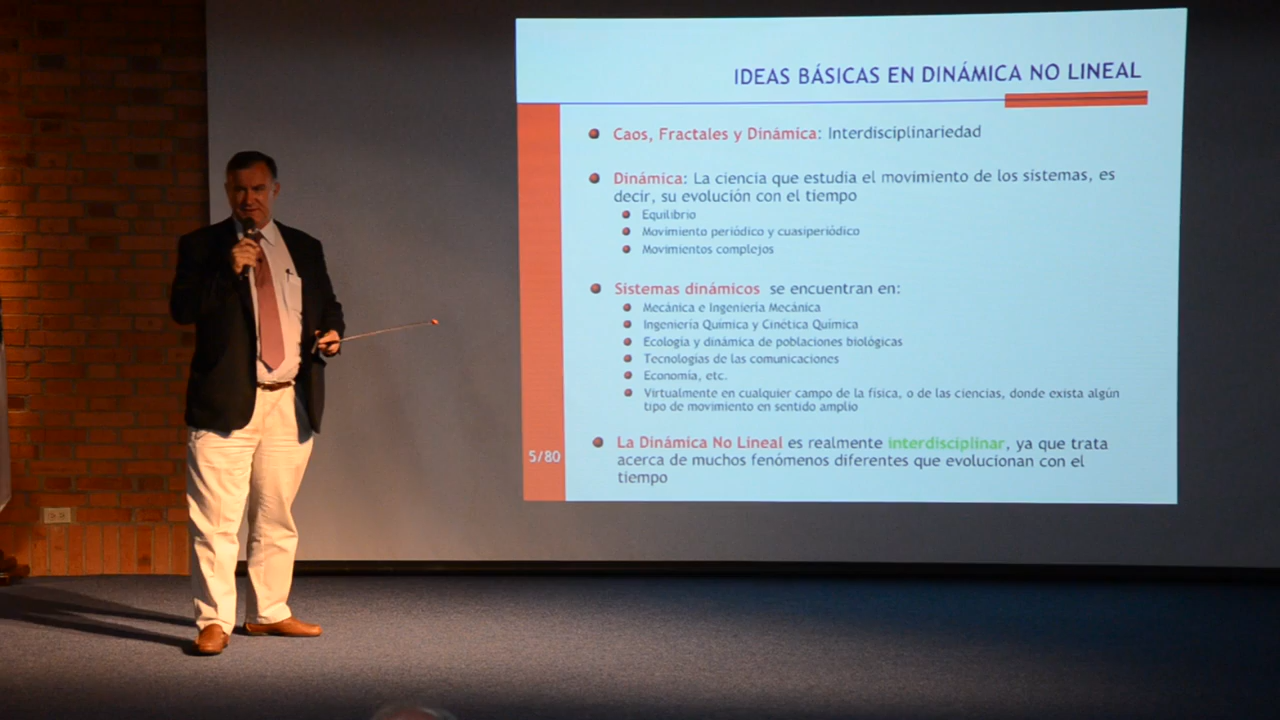 IDEAS BÁSICAS EN DINÁMICA NO LINEAL
Caos, Fractales y Dinámica: Interdisciplinariedad
Dinámica: La ciencia que estudia el movimiento de los sistemas, es
decir, su evolución con el tiempo
Equilibrio
Movimiento periódico y cuasiperiódico
Movimientos complejos
Sistemas dinámicos se encuentran en:
Mecánica e Ingeniería Mecánica
Ingeniería Química y Cinética Química
Ecología y dinámica de poblaciones biológicas
Tecnologías de las comunicaciones
Economía, etc.
Virtualmente en cualquier campo de la física, o de las ciencias, donde exista algún
tipo de movimiento en sentido amplio
La Dinámica No Lineal es realmente interdisciplinar, ya que trata
acerca de muchos fenómenos diferentes que evolucionan con el
tiempo
5/80